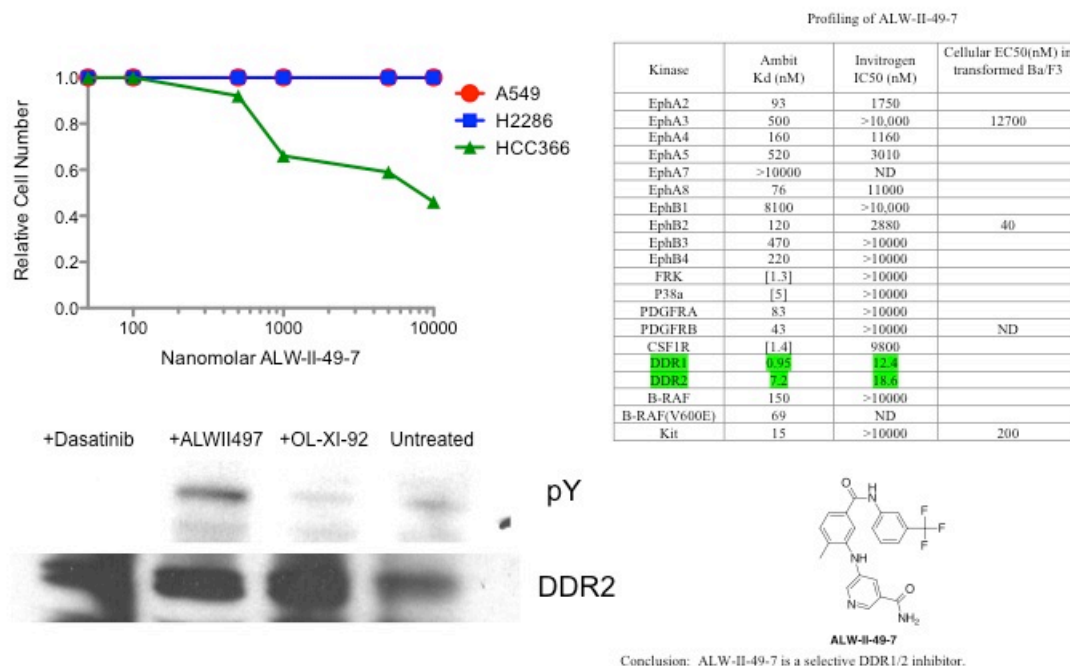 1.0
0.8
0.6
0.4
0.2
0.0
Relative Cell Number
100 1000 10000
Nanomolar ALW-II-49-7
A549
H2286
HCC366
Profiling of ALW-II-49-7
Kinase Ambit Kd (nM) Invitrogen IC50 (nM) Cellular EC50(nM) in transformed Ba/F3
EphA2 93 1750
EphA3 500 >10,000 12700
EphA4 160 1160
EphA5 520 3010
EphA7 >10000 ND
EphA8 76 11000
EphB1 8100 >10,000
EphB2 120 2880 40
EphB3 470 >10000
EphB4 220 >10000
FRK [1.3] >10000
P38a [5] >10000
PDGFRA 83 >10000
PDGFRB 43 >10000 ND
CSF1R [1.4] 9800
DDR1 0.95 12.4
DDR2 7.2 18.6
B-RAF 150 >10000
B-RAF(V600E) 69 ND
Kit 15 >10000 200
+Dasatinib +ALWII497 +OL-XI-92 Untreated
pY
DDR2
O
H
N
F
F
F
NH
N
O
NH2
ALW-II-49-7
Conclusion: ALW-II-49-7 is a selective DDR1/2 inhibitor.